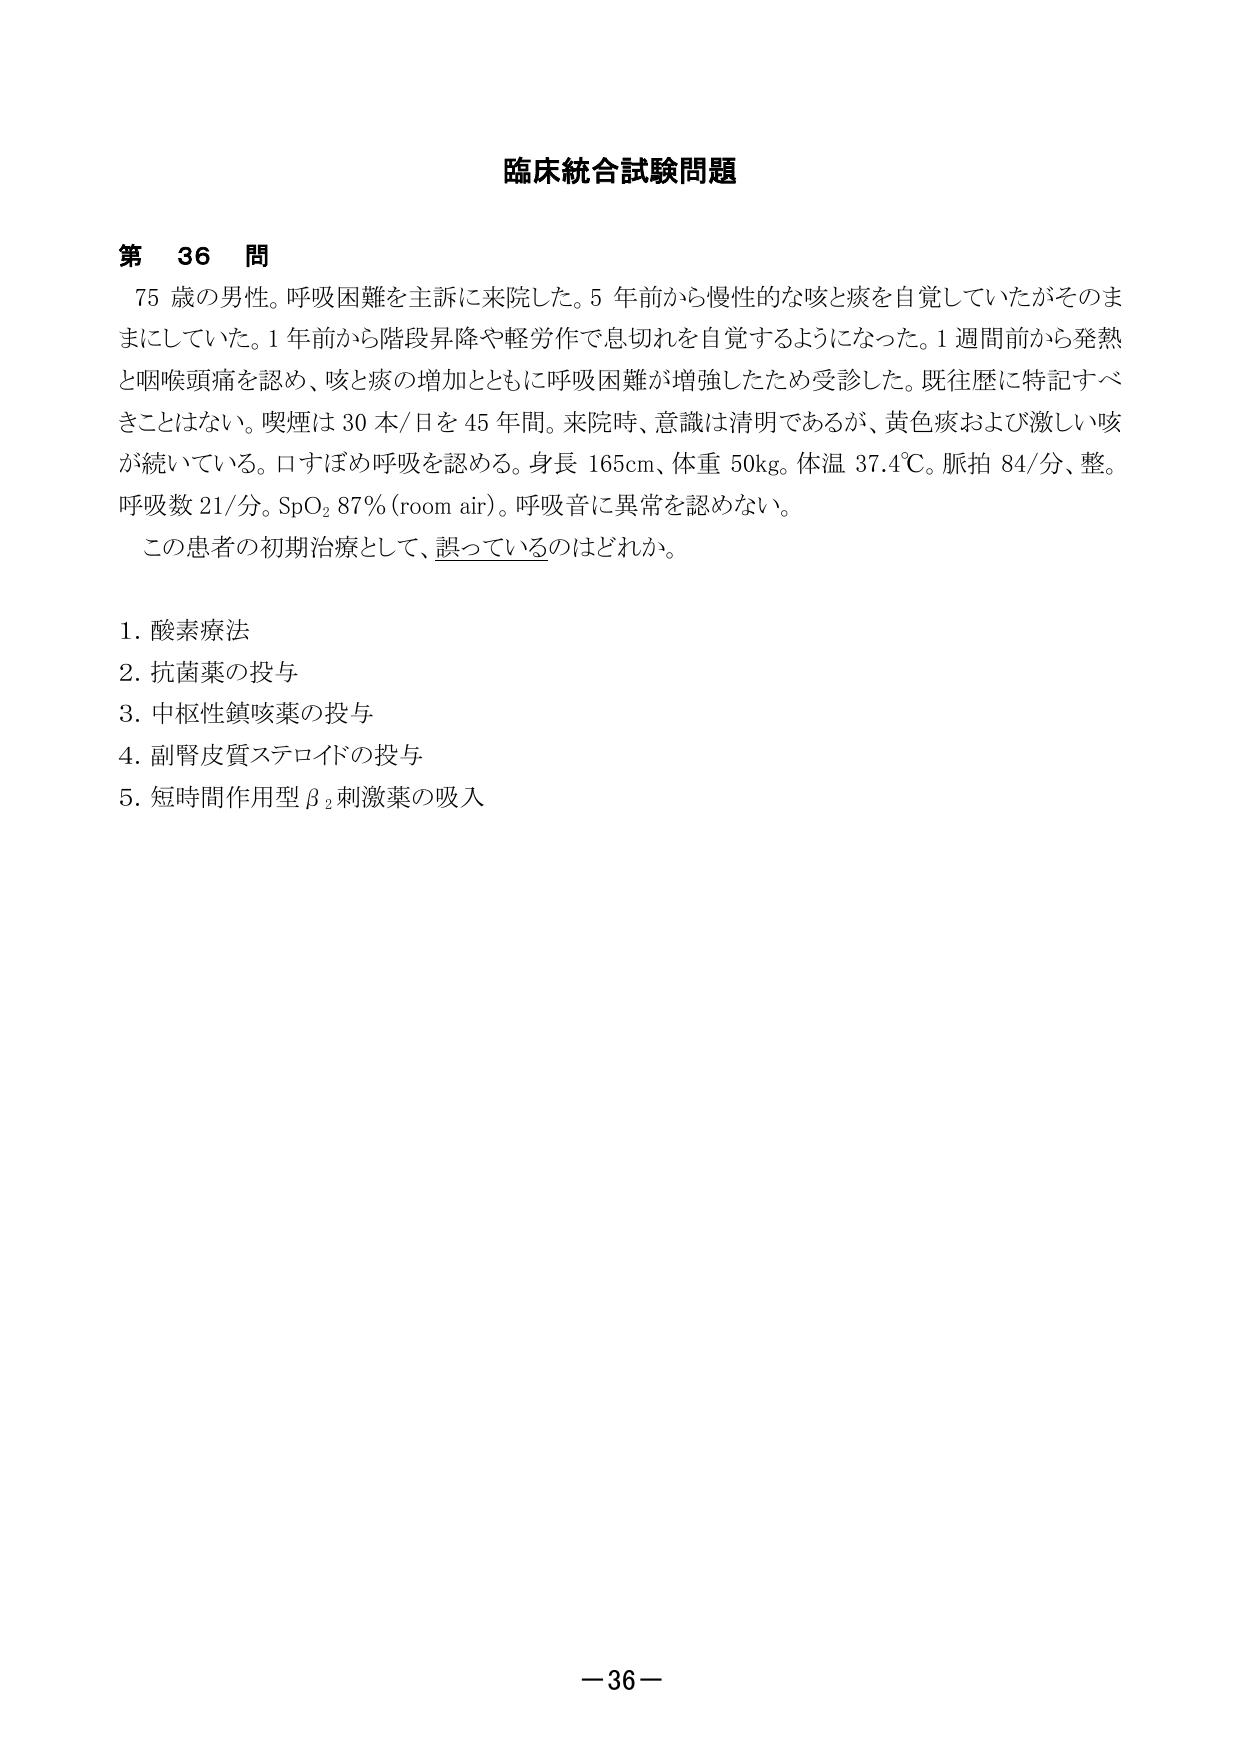 臨床統合試験問題
第 36 問
75 歳の男性。呼吸困難を主訴に来院した。5 年前から慢性的な咳と痰を自覚していたがそのま
まにしていた。1 年前から階段昇降や軽労作で息切れを自覚するようになった。1 週間前から発熱
と咽喉頭痛を認め、咳と痰の増加とともに呼吸困難が増強したため受診した。既往歴に特記すべ
きことはない。喫煙は 30 本/日を 45 年間。来院時、意識は清明であるが、黄色痰および激しい咳
が続いている。口すぼめ呼吸を認める。身長 165cm、体重 50kg。体温 37.4℃。脈拍 84/分、整。
呼吸数 21/分。SpO₂ 87% (room air)。呼吸音に異常を認めない。
この患者の初期治療として、誤っているのはどれか。
1. 酸素療法
2. 抗菌薬の投与
3. 中枢性鎮咳薬の投与
4. 副腎皮質ステロイドの投与
5. 短時間作用型β₂刺激薬の吸入
－36－